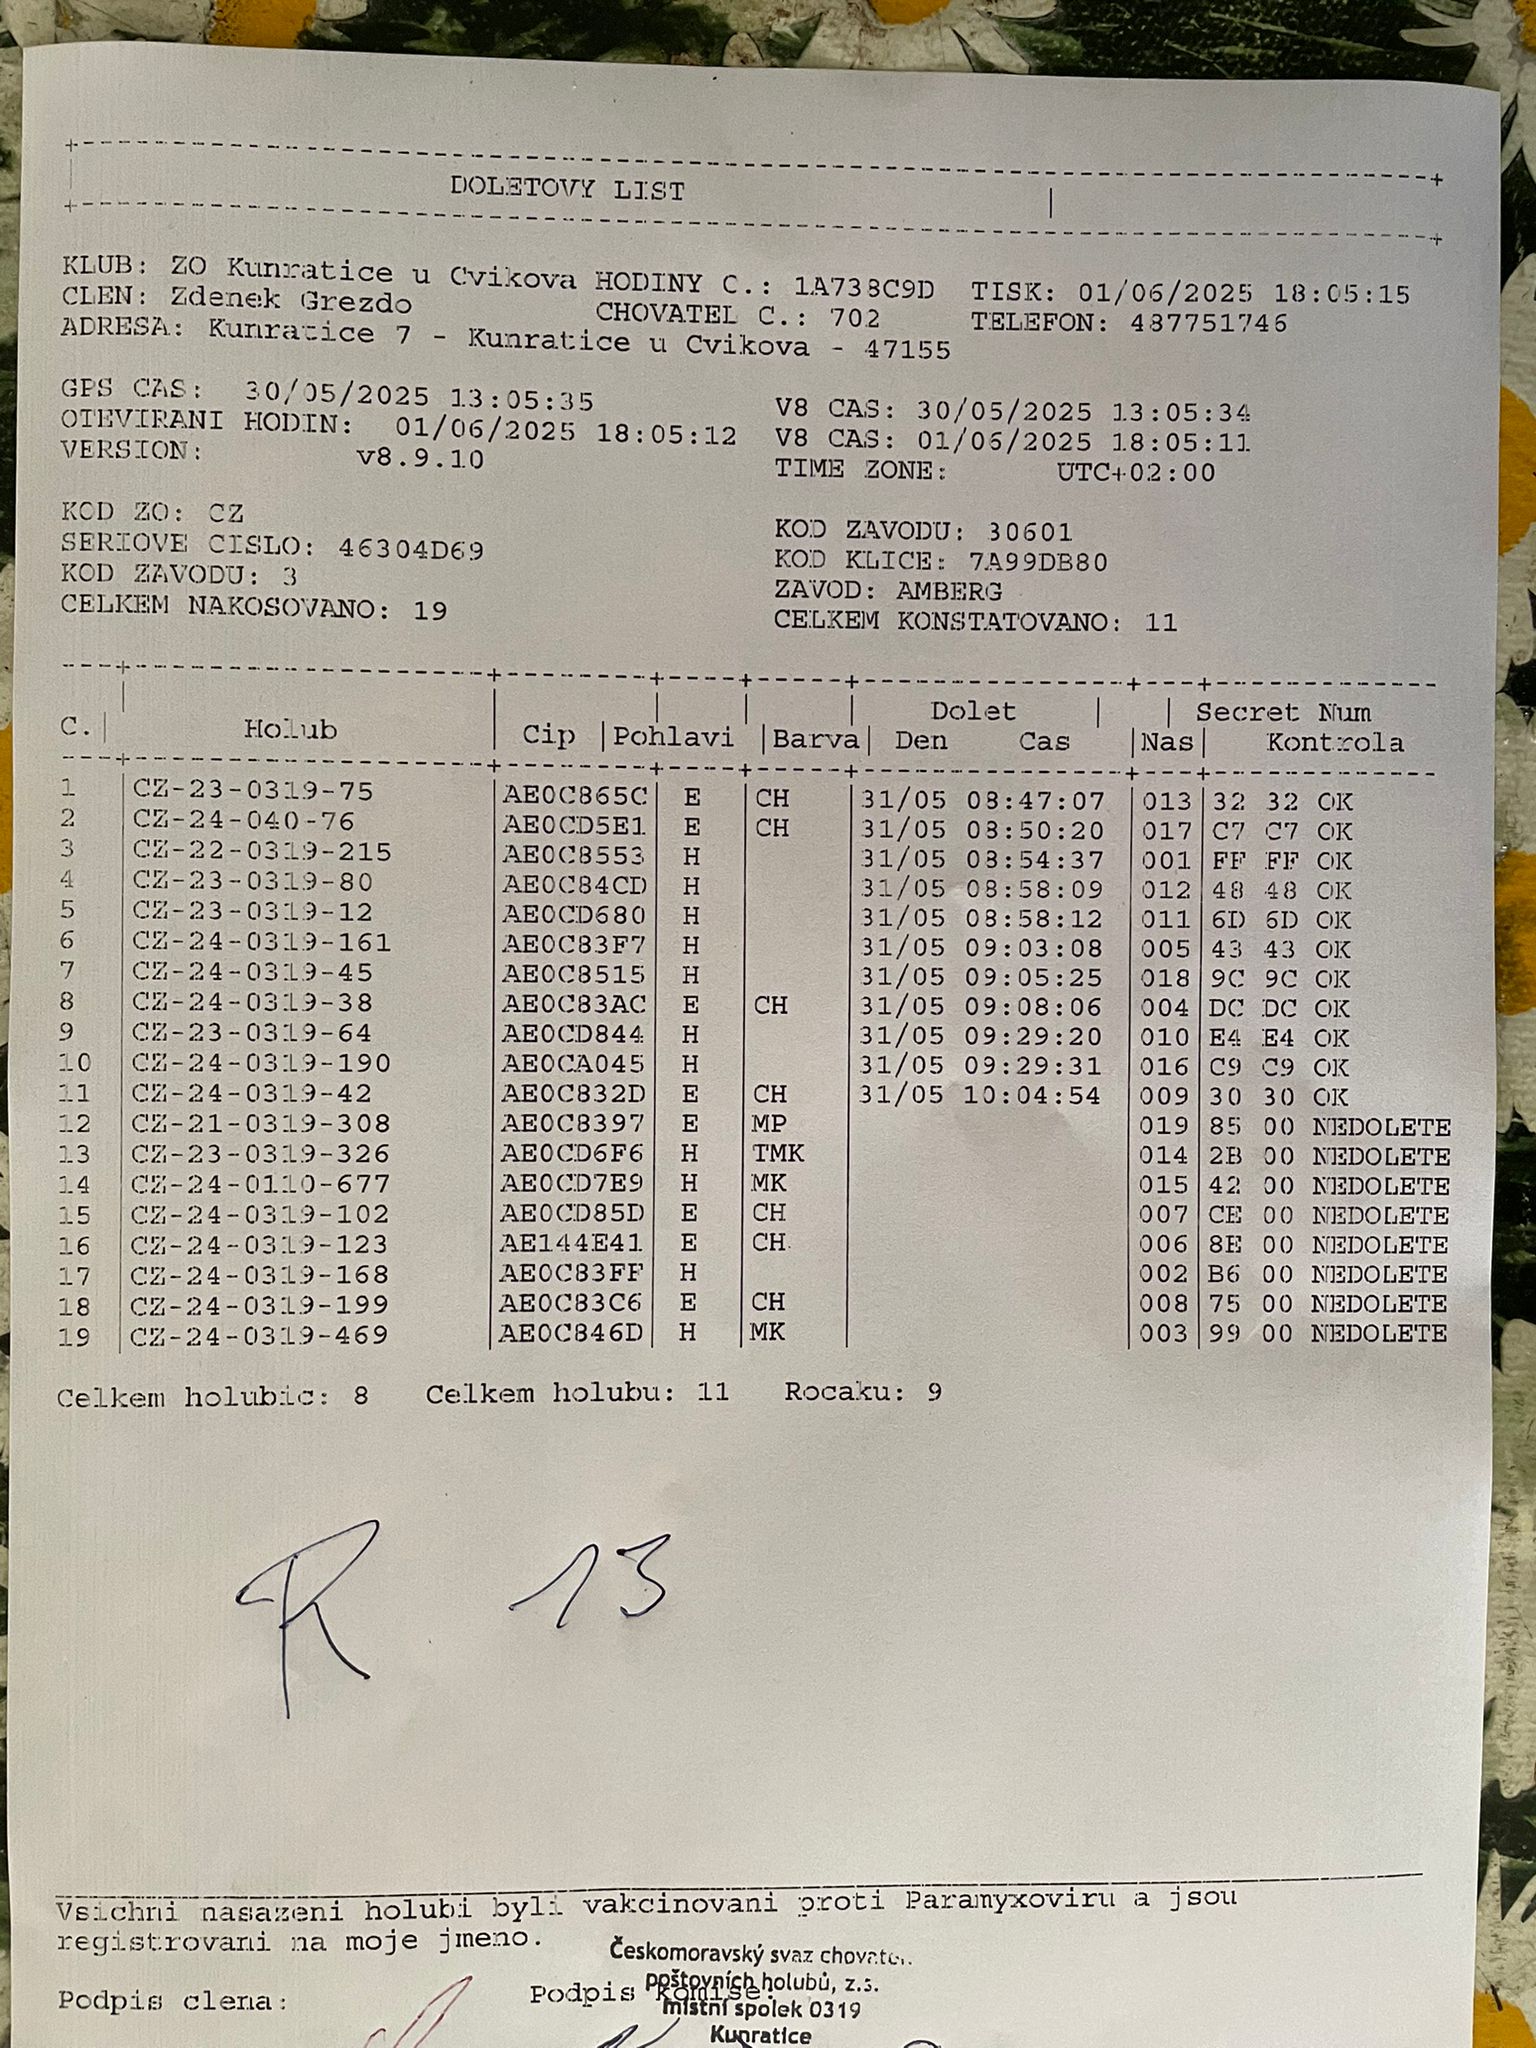 DOLETOVY LIST
KLUB: ZO Kunratice u Cvikova HODINY C.: 1A738C9D TISK: 01/06/2025 18:05:15
CLEN: Zdenek Grezdo CHOVATEL C.: 702 TELEFON: 487751746
ADRESA: Kunratice 7 - Kunratice u Cvikova - 47155
GPS CAS: 30/05/2025 13:05:35 V8 CAS: 30/05/2025 13:05:34
OTEVIRANI HODIN: 01/06/2025 18:05:12 V8 CAS: 01/06/2025 18:05:11
VERSION: v8.9.10 TIME ZONE: UTC+02:00
KOD ZO: CZ KOD ZAVODU: 30601
SERIOVE CISLO: 46304D69 KOD KLICE: 7A99DB80
KOD ZAVODU: 3 ZAVOD: AMBERG
CELKEM NAKOSOVANO: 19 CELKEM KONSTATOVANO: 11
Dolet | | Secret Num
C.| Holub | Cip |Pohlavi |Barva| Den Cas |Nas| Kontrola
1 | CZ-23-0319-75 | AE0C865C | E | CH | 31/05 08:47:07 | 013 | 32 32 OK
2 | CZ-24-040-76 | AE0CD5E1 | E | CH | 31/05 08:50:20 | 017 | C7 C7 OK
3 | CZ-22-0319-215 | AE0C8553 | H | | 31/05 08:54:37 | 001 | FF FF OK
4 | CZ-23-0319-80 | AE0C84CD | H | | 31/05 08:58:09 | 012 | 48 48 OK
5 | CZ-23-0319-12 | AE0CD680 | H | | 31/05 08:58:12 | 011 | 6D 6D OK
6 | CZ-24-0319-161 | AE0C83F7 | H | | 31/05 09:03:08 | 005 | 43 43 OK
7 | CZ-24-0319-45 | AE0C8515 | H | | 31/05 09:05:25 | 018 | 9C 9C OK
8 | CZ-24-0319-38 | AE0C83AC | E | CH | 31/05 09:08:06 | 004 | DC DC OK
9 | CZ-23-0319-64 | AE0CD844 | H | | 31/05 09:29:20 | 010 | E4 E4 OK
10 | CZ-24-0319-190 | AE0CA045 | H | | 31/05 09:29:31 | 016 | C9 C9 OK
11 | CZ-24-0319-42 | AE0C832D | E | CH | 31/05 10:04:54 | 009 | 30 30 OK
12 | CZ-21-0319-308 | AE0C8397 | E | MP | | 019 | 85 00 NEDOLETE
13 | CZ-23-0319-326 | AE0CD6F6 | H | TMK | | 014 | 2B 00 NEDOLETE
14 | CZ-24-0110-677 | AE0CD7E9 | H | MK | | 015 | 42 00 NEDOLETE
15 | CZ-24-0319-102 | AE0CD85D | E | CH | | 007 | CE 00 NEDOLETE
16 | CZ-24-0319-123 | AE144E41 | E | CH | | 006 | 8E 00 NEDOLETE
17 | CZ-24-0319-168 | AE0C83FF | H | | | 002 | B6 00 NEDOLETE
18 | CZ-24-0319-199 | AE0C83C6 | E | CH | | 008 | 75 00 NEDOLETE
19 | CZ-24-0319-469 | AE0C846D | H | MK | | 003 | 99 00 NEDOLETE
Celkem holubic: 8 Celkem holubu: 11 Rocaku: 9
R 13
Vsichni nasazeni holubi byli vakcinovani proti Paramyxoviru a jsou
registrovani na moje jmeno.
Českomoravský svaz
poštovních holubů, z.s.
Podpis clena: Podpis komise:
místní spolek 0319
Kunratice